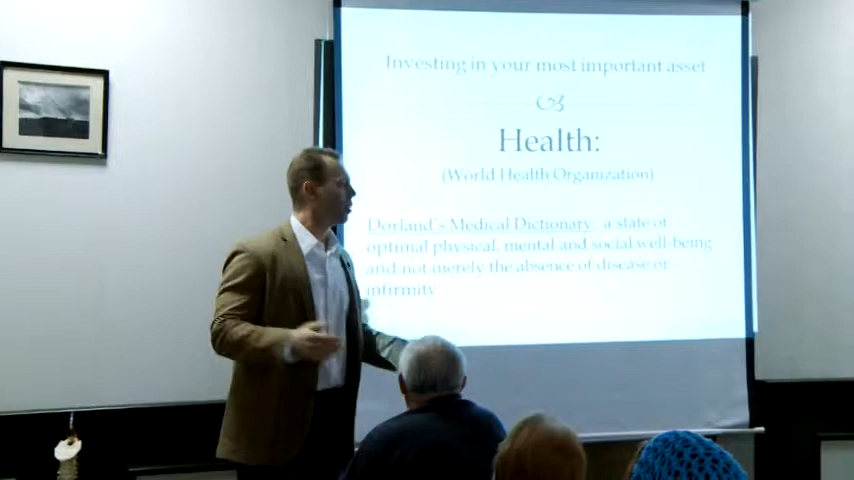 Investing in your most important asset
Health:
(World Health Organization)
Dorland's Medical Dictionary: a state of
optimal physical, mental and social well-being
and not merely the absence of disease or
infirmity